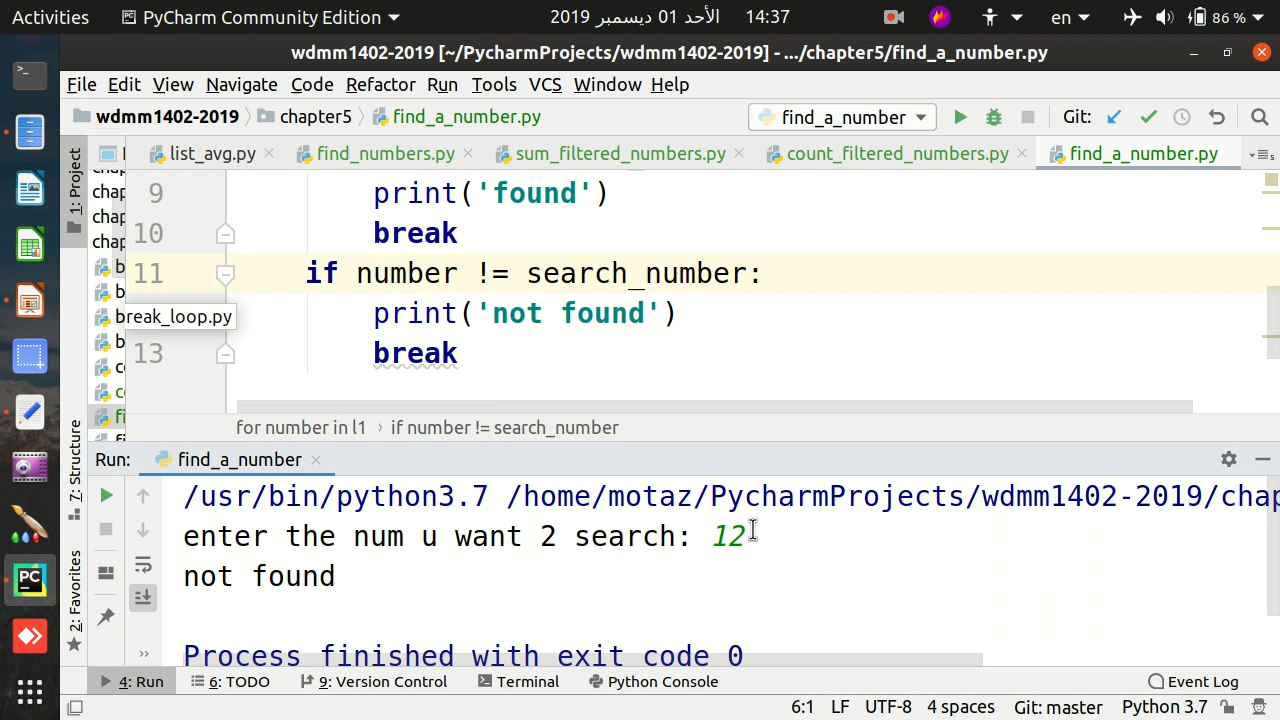 Activities PyCharm Community Edition 2019 الأحد 01 ديسمبر 14:37 en 86 %
wdmm1402-2019 [~/PycharmProjects/wdmm1402-2019] - .../chapter5/find_a_number.py
File Edit View Navigate Code Refactor Run Tools VCS Window Help
wdmm1402-2019 chapter5 find_a_number.py find_a_number Git:
list_avg.py find_numbers.py sum_filtered_numbers.py count_filtered_numbers.py find_a_number.py
1: Project
chap
chap
chap
b
b
break_loop.py
b
c
c
fi
9 print('found')
10 break
11 if number != search_number:
print('not found')
13 break
for number in l1 › if number != search_number
7: Structure
2: Favorites
Run: find_a_number
/usr/bin/python3.7 /home/motaz/PycharmProjects/wdmm1402-2019/chap
enter the num u want 2 search: 12
not found
Process finished with exit code 0
4: Run 6: TODO 9: Version Control Terminal Python Console Event Log
6:1 LF UTF-8 4 spaces Git: master Python 3.7